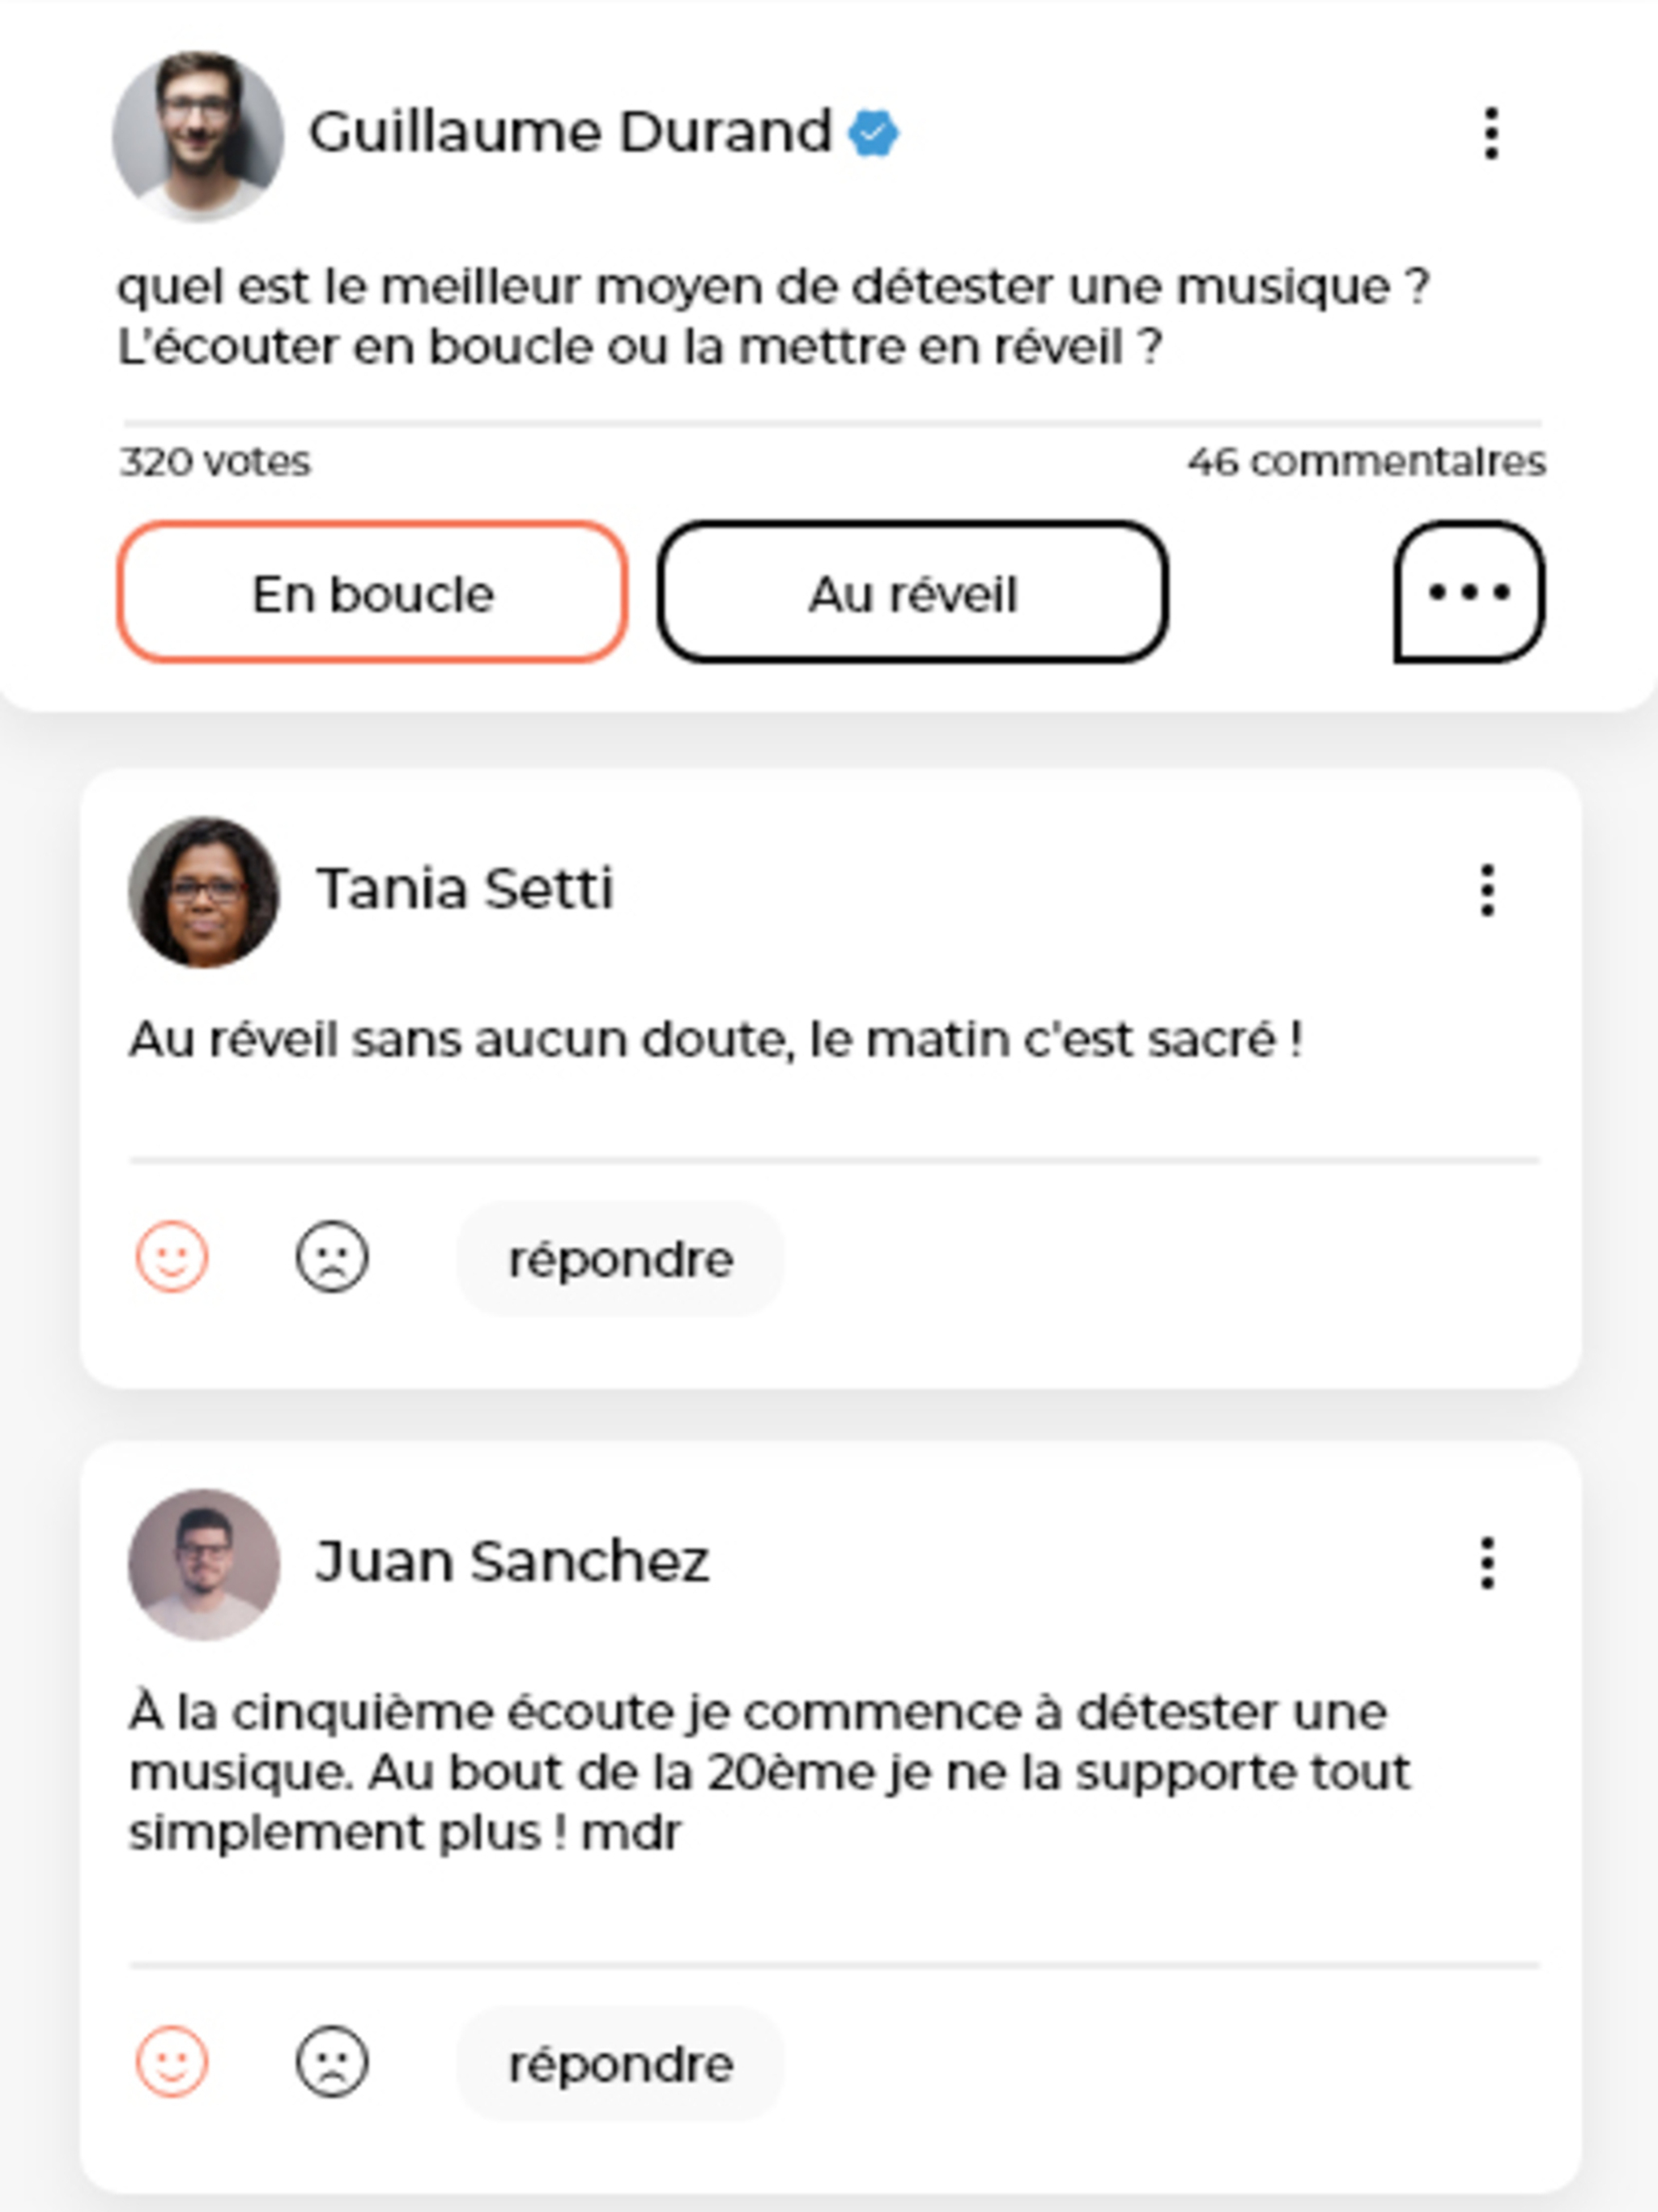 Guillaume Durand
quel est le meilleur moyen de détester une musique ?
L'écouter en boucle ou la mettre en réveil ?
320 votes
46 commentaires
En boucle
Au réveil
Tania Setti
Au réveil sans aucun doute, le matin c'est sacré !
répondre
Juan Sanchez
À la cinquième écoute je commence à détester une
musique. Au bout de la 20ème je ne la supporte tout
simplement plus ! mdr
répondre